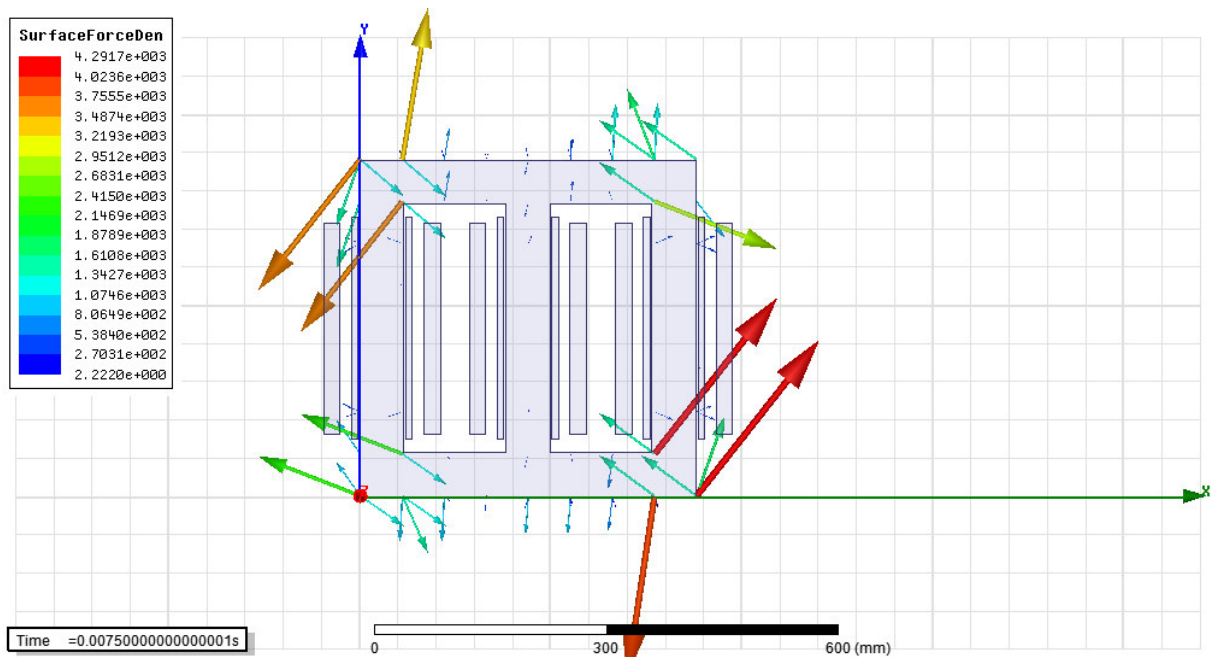 SurfaceForceDen
4.2917e+003
4.0236e+003
3.7555e+003
3.4874e+003
3.2193e+003
2.9512e+003
2.6831e+003
2.4150e+003
2.1469e+003
1.8789e+003
1.6108e+003
1.3427e+003
1.0746e+003
8.0649e+002
5.3840e+002
2.7031e+002
2.2220e+000
Y
Z
X
Time =0.00750000000000001s
0 300 600 (mm)